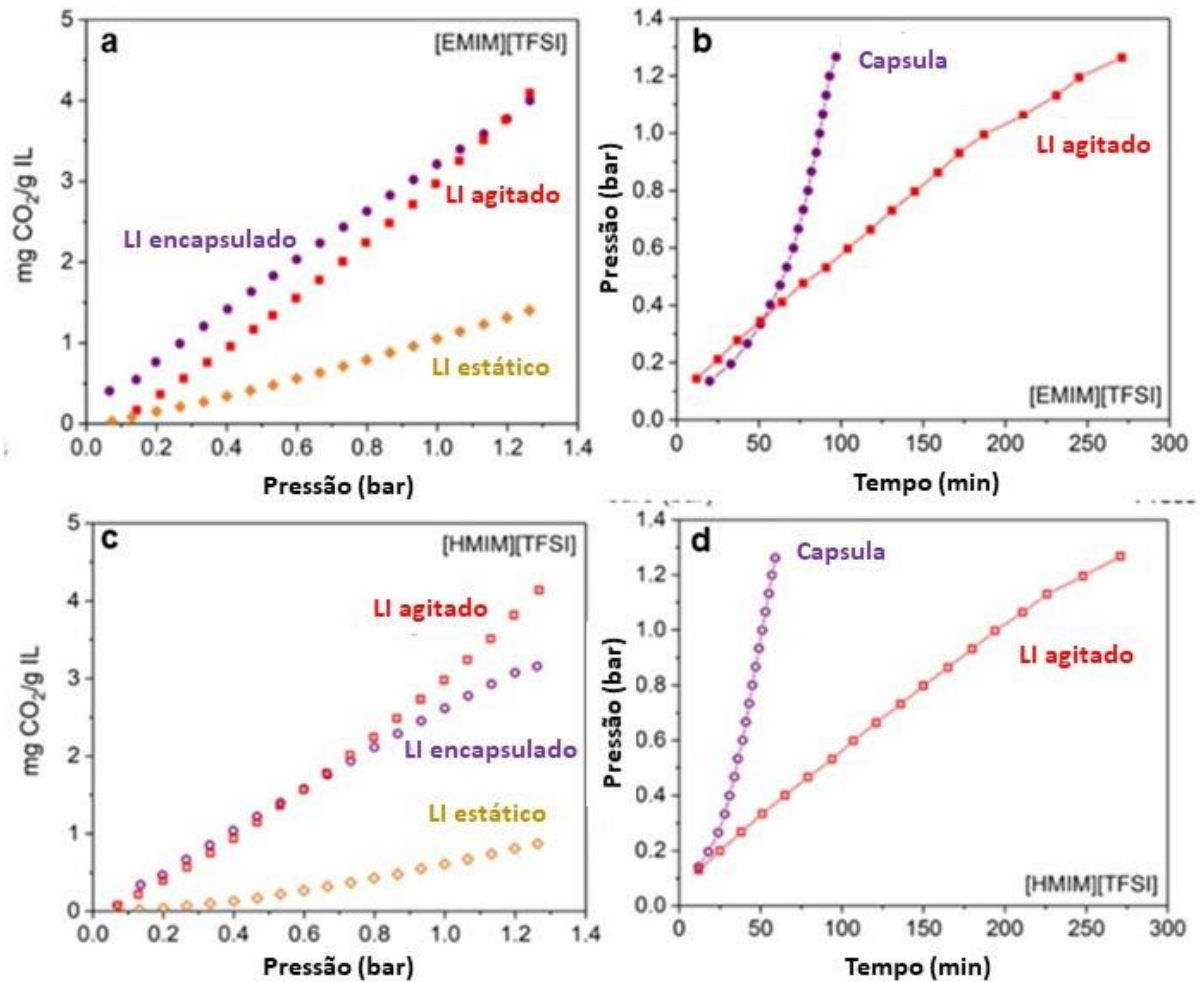 a
[EMIM][TFSI]
LI encapsulado
LI agitado
LI estático
mg CO₂/g IL
5
4
3
2
1
0
0.0 0.2 0.4 0.6 0.8 1.0 1.2 1.4
Pressão (bar)
b
Capsula
LI agitado
[EMIM][TFSI]
Pressão (bar)
1.4
1.2
1.0
0.8
0.6
0.4
0.2
0.0
0 50 100 150 200 250 300
Tempo (min)
c
[HMIM][TFSI]
LI agitado
LI encapsulado
LI estático
mg CO₂/g IL
5
4
3
2
1
0
0.0 0.2 0.4 0.6 0.8 1.0 1.2 1.4
Pressão (bar)
d
Capsula
LI agitado
[HMIM][TFSI]
Pressão (bar)
1.4
1.2
1.0
0.8
0.6
0.4
0.2
0.0
0 50 100 150 200 250 300
Tempo (min)